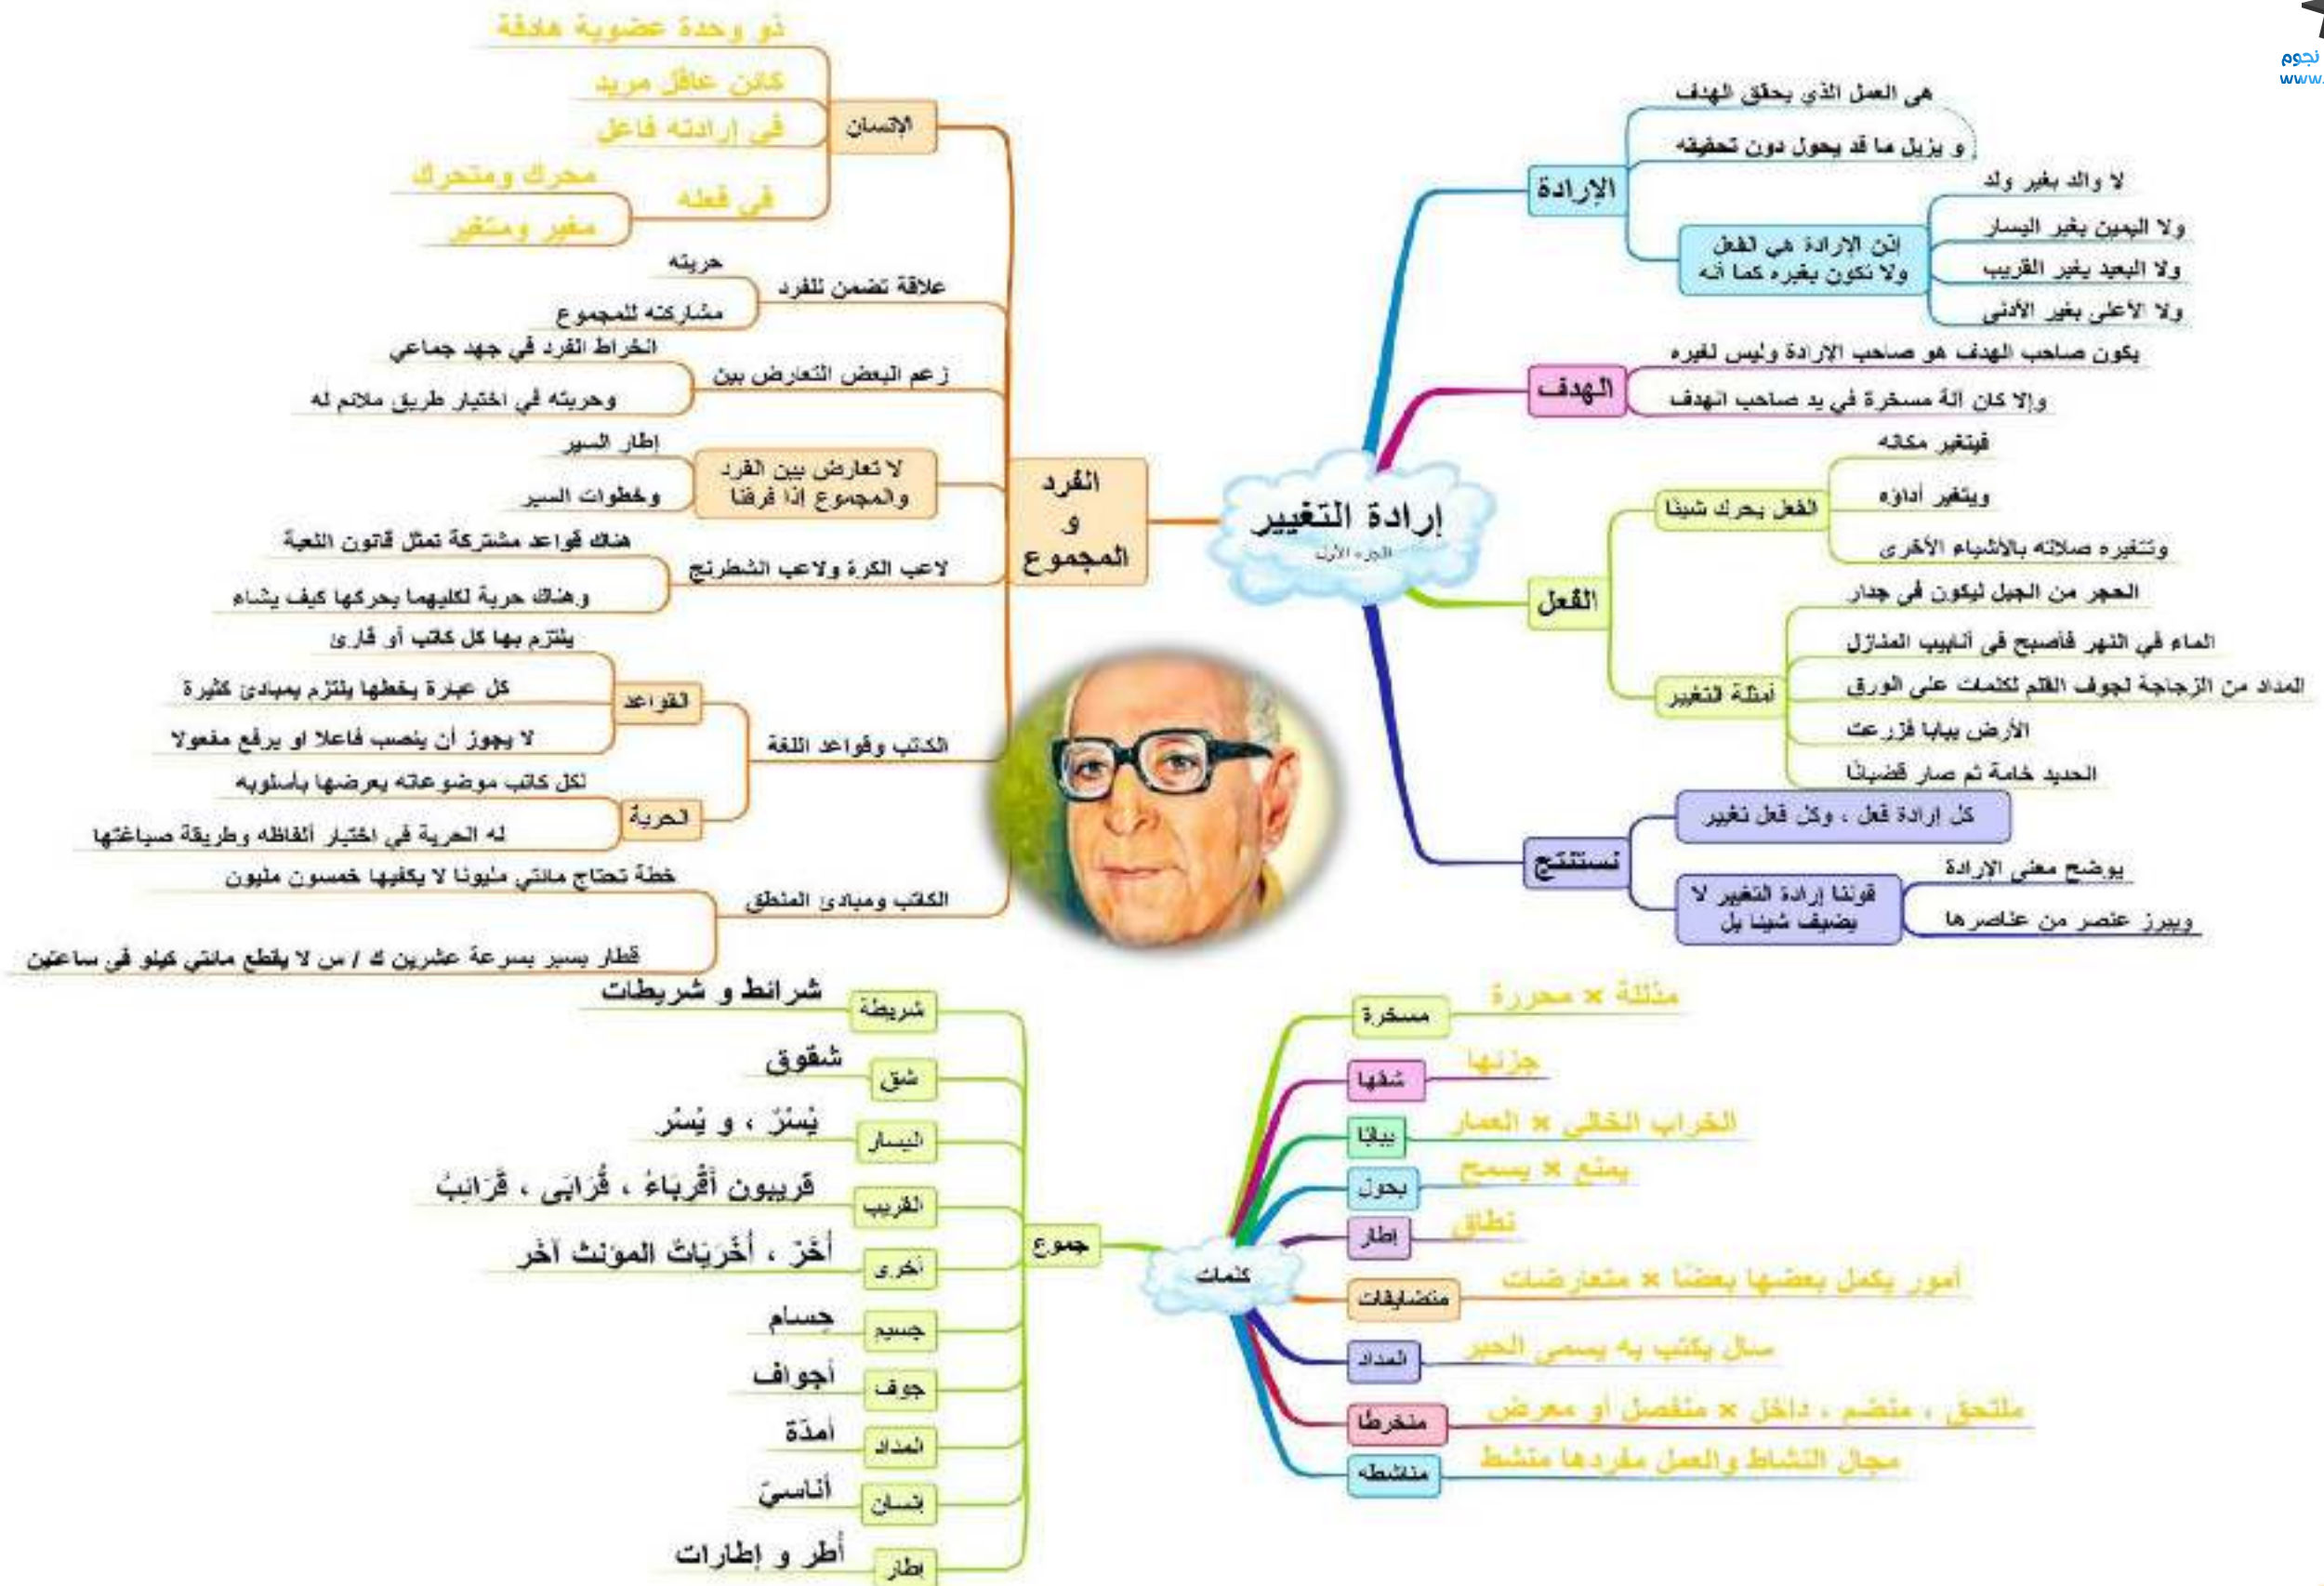 نجوم
www.
إرادة التغيير
الجزء الأول
الإرادة
هى العمل الذي يحقق الهدف
و يزيل ما قد يحول دون تحقيقه
إذن الإرادة هي الفعل
ولا تكون بغيره كما أنه
لا والد بغير ولد
ولا اليمين بغير اليسار
ولا البعيد بغير القريب
ولا الأعلى بغير الأدنى
الهدف
يكون صاحب الهدف هو صاحب الإرادة وليس لغيره
وإلا كان آلة مسخرة في يد صاحب الهدف
الفعل
الفعل يحرك شيئا
فيتغير مكانه
ويتغير أداؤه
وتتغيره صلاته بالأشياء الأخرى
أمثلة التغيير
الحجر من الجبل ليكون في جدار
الماء في النهر فأصبح في أنابيب المنازل
المداد من الزجاجة لجوف القلم لكلمات على الورق
الأرض يبابا فزرعت
الحديد خامة ثم صار قضبانا
نستنتج
كل إرادة فعل ، وكل فعل تغيير
قولنا إرادة التغيير لا
يضيف شيئا بل
يوضح معنى الإرادة
ويبرز عنصر من عناصرها
الفرد
و
المجموع
الإنسان
ذو وحدة عضوية هادفة
كائن عاقل مريد
في إرادته فاعل
في فعله
محرك ومتحرك
مغير ومتغير
علاقة تضمن للفرد
حريته
مشاركته للمجموع
زعم البعض التعارض بين
انخراط الفرد في جهد جماعي
وحريته في اختيار طريق ملائم له
لا تعارض بين الفرد
والمجموع إذا فرقنا
إطار السير
وخطوات السير
لاعب الكرة ولاعب الشطرنج
هناك قواعد مشتركة تمثل قانون اللعبة
وهناك حرية لكليهما يحركها كيف يشاء
الكاتب وقواعد اللغة
القواعد
يلتزم بها كل كاتب أو قارئ
كل عبارة يخطها يلتزم بمبادئ كثيرة
لا يجوز أن ينصب فاعلا او يرفع مفعولا
الحرية
لكل كاتب موضوعاته يعرضها بأسلوبه
له الحرية في اختيار ألفاظه وطريقة صياغتها
الكاتب ومبادئ المنطق
خطة تحتاج مائتي مليونا لا يكفيها خمسون مليون
قطار يسير بسرعة عشرين ك / س لا يقطع مائتي كيلو في ساعتين
كلمات
مسخرة
مذللة × محررة
شقها
جزئها
يبابا
الخراب الخالي × العمار
يحول
يمنع × يسمح
إطار
نطاق
متضايفات
أمور يكمل بعضها بعضا × متعارضات
المداد
سال يكتب به يسمى الحبر
منخرطا
ملتحق ، منضم ، داخل × منفصل أو معرض
مناشطه
مجال النشاط والعمل مفردها منشط
جموع
شريطة
شرائط و شريطات
شق
شقوق
اليسار
يُسُرٌ ، و يُسْر
القريب
قريبون أقْرِبَاءُ ، قُرَابَى ، قَرَائِبُ
أخرى
أُخَرُ ، أُخْرَيَاتٌ المؤنث آخَر
جسيم
جِسام
جوف
أجواف
المداد
أمدّة
إنسان
أناسيّ
إطار
أُطر و إطارات